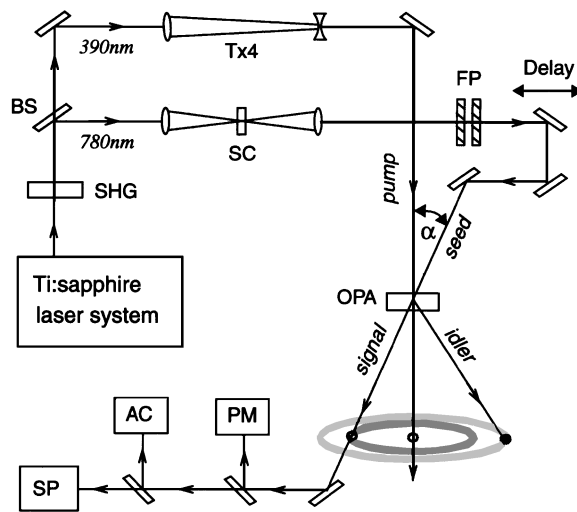 390nm
Tx4
BS
780nm
SC
FP
Delay
SHG
pump
α
seed
Ti:sapphire
laser system
OPA
signal
idler
AC
PM
SP